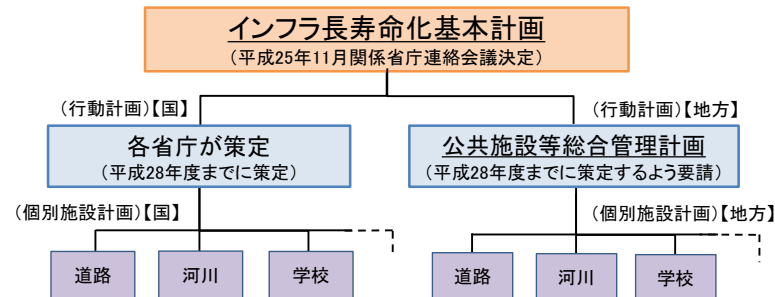 インフラ長寿命化基本計画
(平成25年11月関係省庁連絡会議決定)
(行動計画)【国】
(行動計画)【地方】
各省庁が策定
(平成28年度までに策定)
公共施設等総合管理計画
(平成28年度までに策定するよう要請)
(個別施設計画)【国】
(個別施設計画)【地方】
道路
河川
学校
道路
河川
学校